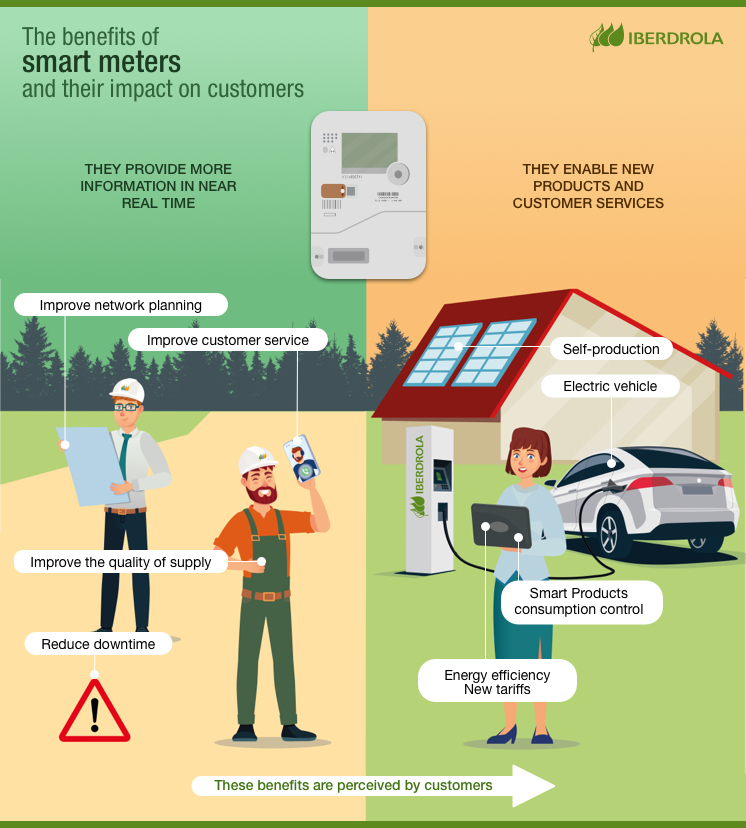 The benefits of
smart meters
and their impact on customers
IBERDROLA
THEY PROVIDE MORE
INFORMATION IN NEAR
REAL TIME
THEY ENABLE NEW
PRODUCTS AND
CUSTOMER SERVICES
Improve network planning
Improve customer service
Self-production
Electric vehicle
IBERDROLA
Improve the quality of supply
Smart Products
consumption control
Reduce downtime
Energy efficiency
New tariffs
These benefits are perceived by customers